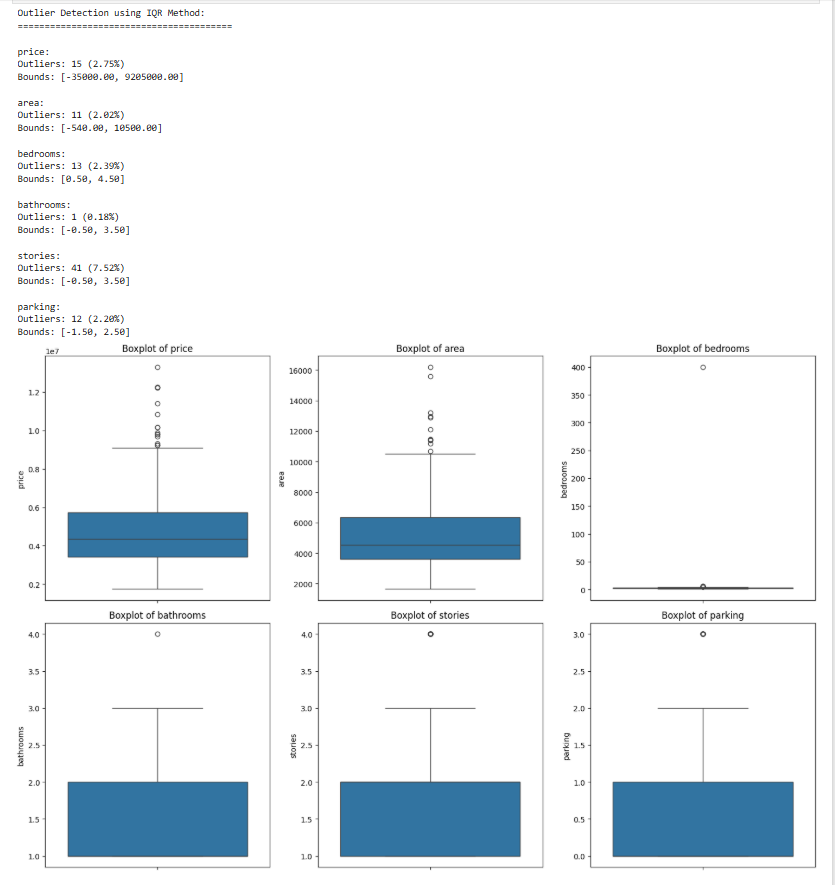 Outlier Detection using IQR Method:
========================================
price:
Outliers: 15 (2.75%)
Bounds: [-35000.00, 9205000.00]
area:
Outliers: 11 (2.02%)
Bounds: [-540.00, 10500.00]
bedrooms:
Outliers: 13 (2.39%)
Bounds: [0.50, 4.50]
bathrooms:
Outliers: 1 (0.18%)
Bounds: [-0.50, 3.50]
stories:
Outliers: 41 (7.52%)
Bounds: [-0.50, 3.50]
parking:
Outliers: 12 (2.20%)
Bounds: [-1.50, 2.50]
Boxplot of price
1e7
1.2
1.0
0.8
0.6
0.4
0.2
price
Boxplot of area
16000
14000
12000
10000
8000
6000
4000
2000
area
Boxplot of bedrooms
400
350
300
250
200
150
100
50
0
bedrooms
Boxplot of bathrooms
4.0
3.5
3.0
2.5
2.0
1.5
1.0
bathrooms
Boxplot of stories
4.0
3.5
3.0
2.5
2.0
1.5
1.0
stories
Boxplot of parking
3.0
2.5
2.0
1.5
1.0
0.5
0.0
parking